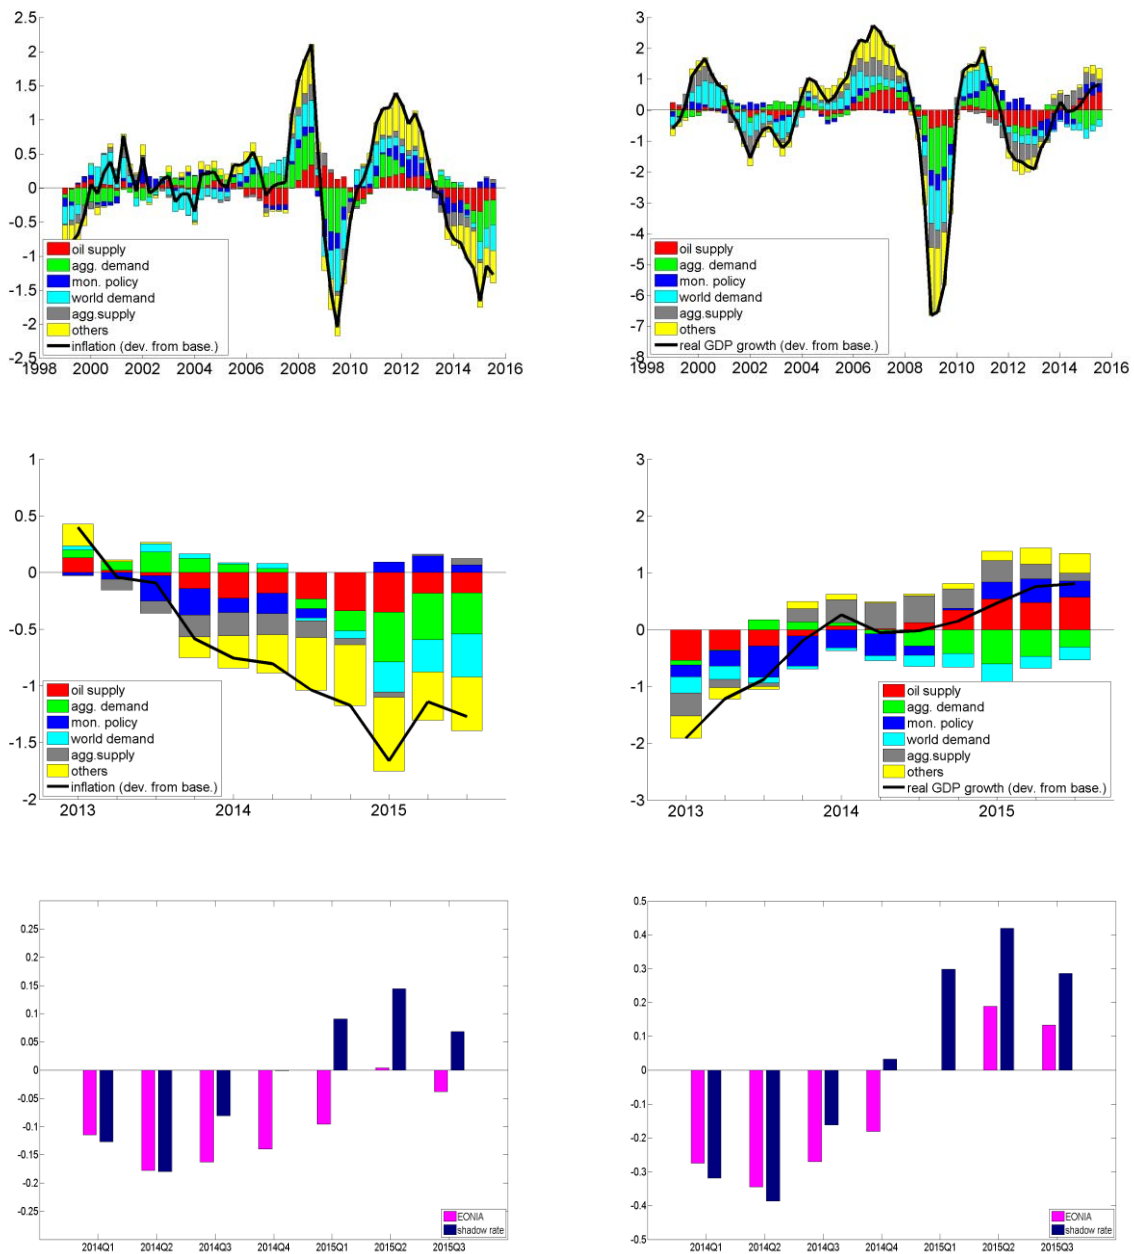 2.5
2
1.5
1
0.5
0
-0.5
-1
-1.5
-2
-2.5
oil supply
agg. demand
mon. policy
world demand
agg.supply
others
inflation (dev. from base.)
1998 2000 2002 2004 2006 2008 2010 2012 2014 2016
3
2
1
0
-1
-2
-3
-4
-5
-6
-7
-8
oil supply
agg. demand
mon. policy
world demand
agg.supply
others
real GDP growth (dev. from base.)
1998 2000 2002 2004 2006 2008 2010 2012 2014 2016
1
0.5
0
-0.5
-1
-1.5
-2
oil supply
agg. demand
mon. policy
world demand
agg.supply
others
inflation (dev. from base.)
2013 2014 2015
3
2
1
0
-1
-2
-3
oil supply
agg. demand
mon. policy
world demand
agg.supply
others
real GDP growth (dev. from base.)
2013 2014 2015
0.25
0.2
0.15
0.1
0.05
0
-0.05
-0.1
-0.15
-0.2
-0.25
EONIA
shadow rate
2014Q1 2014Q2 2014Q3 2014Q4 2015Q1 2015Q2 2015Q3
0.5
0.4
0.3
0.2
0.1
0
-0.1
-0.2
-0.3
-0.4
-0.5
EONIA
shadow rate
2014Q1 2014Q2 2014Q3 2014Q4 2015Q1 2015Q2 2015Q3